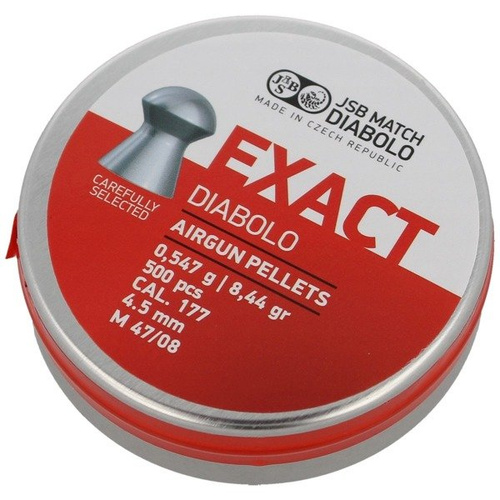 JSB
JSB MATCH
DIABOLO
MADE IN CZECH REPUBLIC
EXACT
DIABOLO
AIRGUN PELLETS
0,547 g | 8,44 gr
500 pcs
CAL. 177
4.5 mm
M 47/08
CAREFULLY
SELECTED